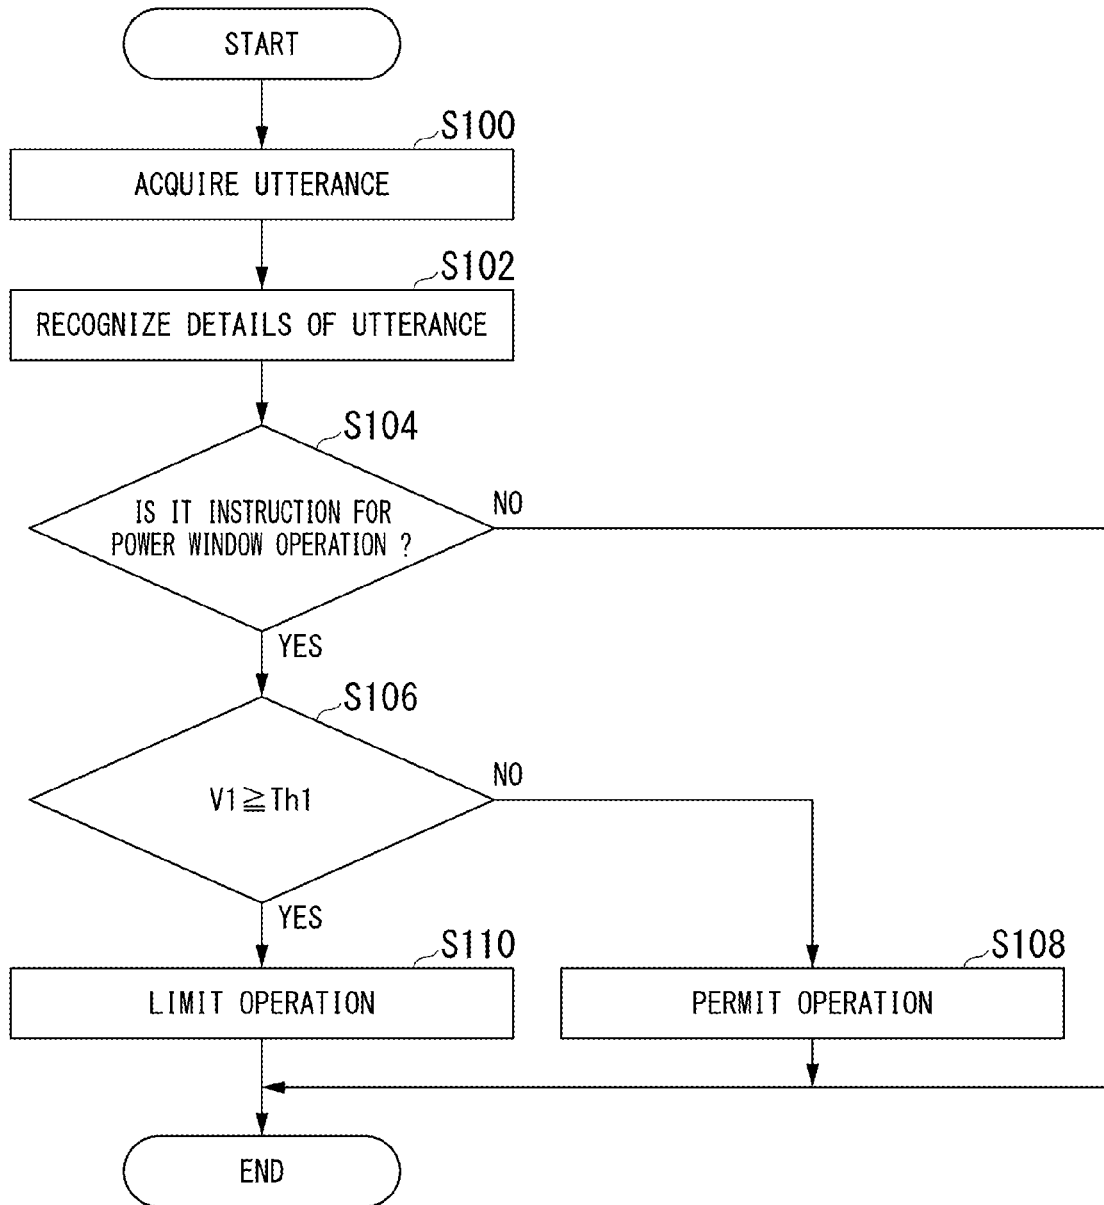 START
S100
ACQUIRE UTTERANCE
S102
RECOGNIZE DETAILS OF UTTERANCE
S104
IS IT INSTRUCTION FOR
POWER WINDOW OPERATION ?
NO
YES
S106
V1≧Th1
NO
YES
S110
LIMIT OPERATION
S108
PERMIT OPERATION
END